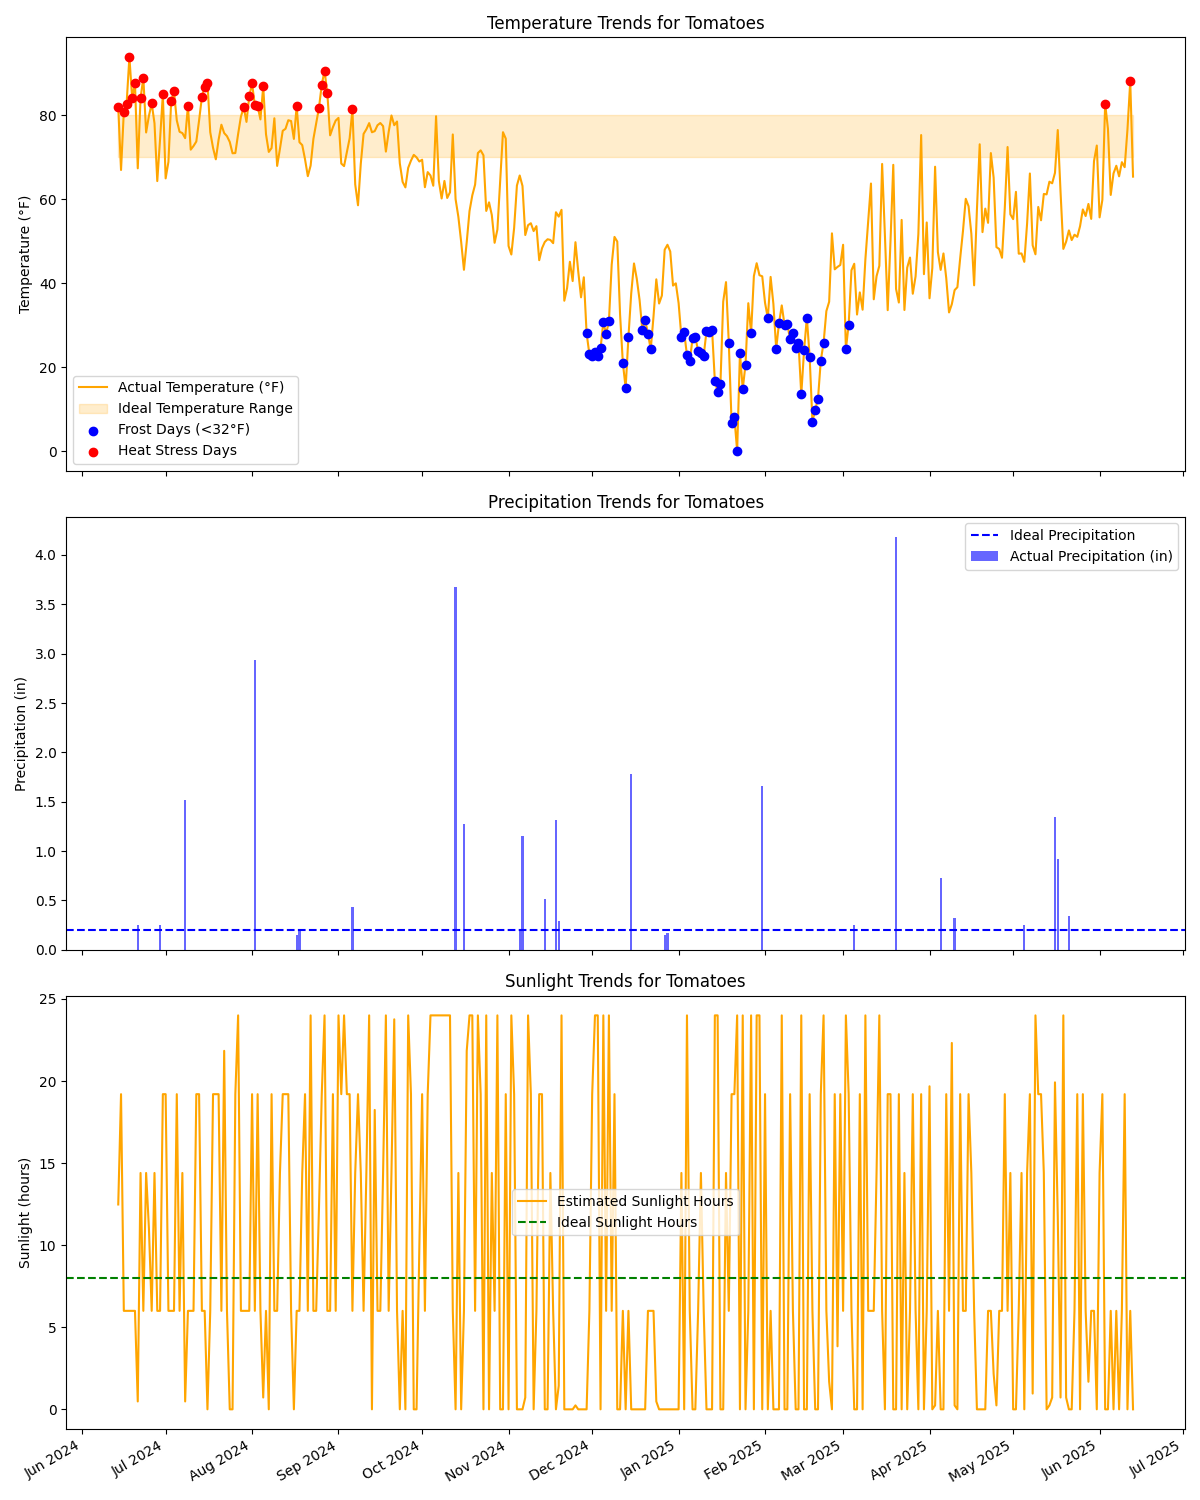 Temperature Trends for Tomatoes
Temperature (°F)
80
60
40
20
0
Actual Temperature (°F)
Ideal Temperature Range
Frost Days (<32°F)
Heat Stress Days
Precipitation Trends for Tomatoes
Precipitation (in)
4.0
3.5
3.0
2.5
2.0
1.5
1.0
0.5
0.0
Ideal Precipitation
Actual Precipitation (in)
Sunlight Trends for Tomatoes
Sunlight (hours)
25
20
15
10
5
0
Estimated Sunlight Hours
Ideal Sunlight Hours
Jun 2024
Jul 2024
Aug 2024
Sep 2024
Oct 2024
Nov 2024
Dec 2024
Jan 2025
Feb 2025
Mar 2025
Apr 2025
May 2025
Jun 2025
Jul 2025